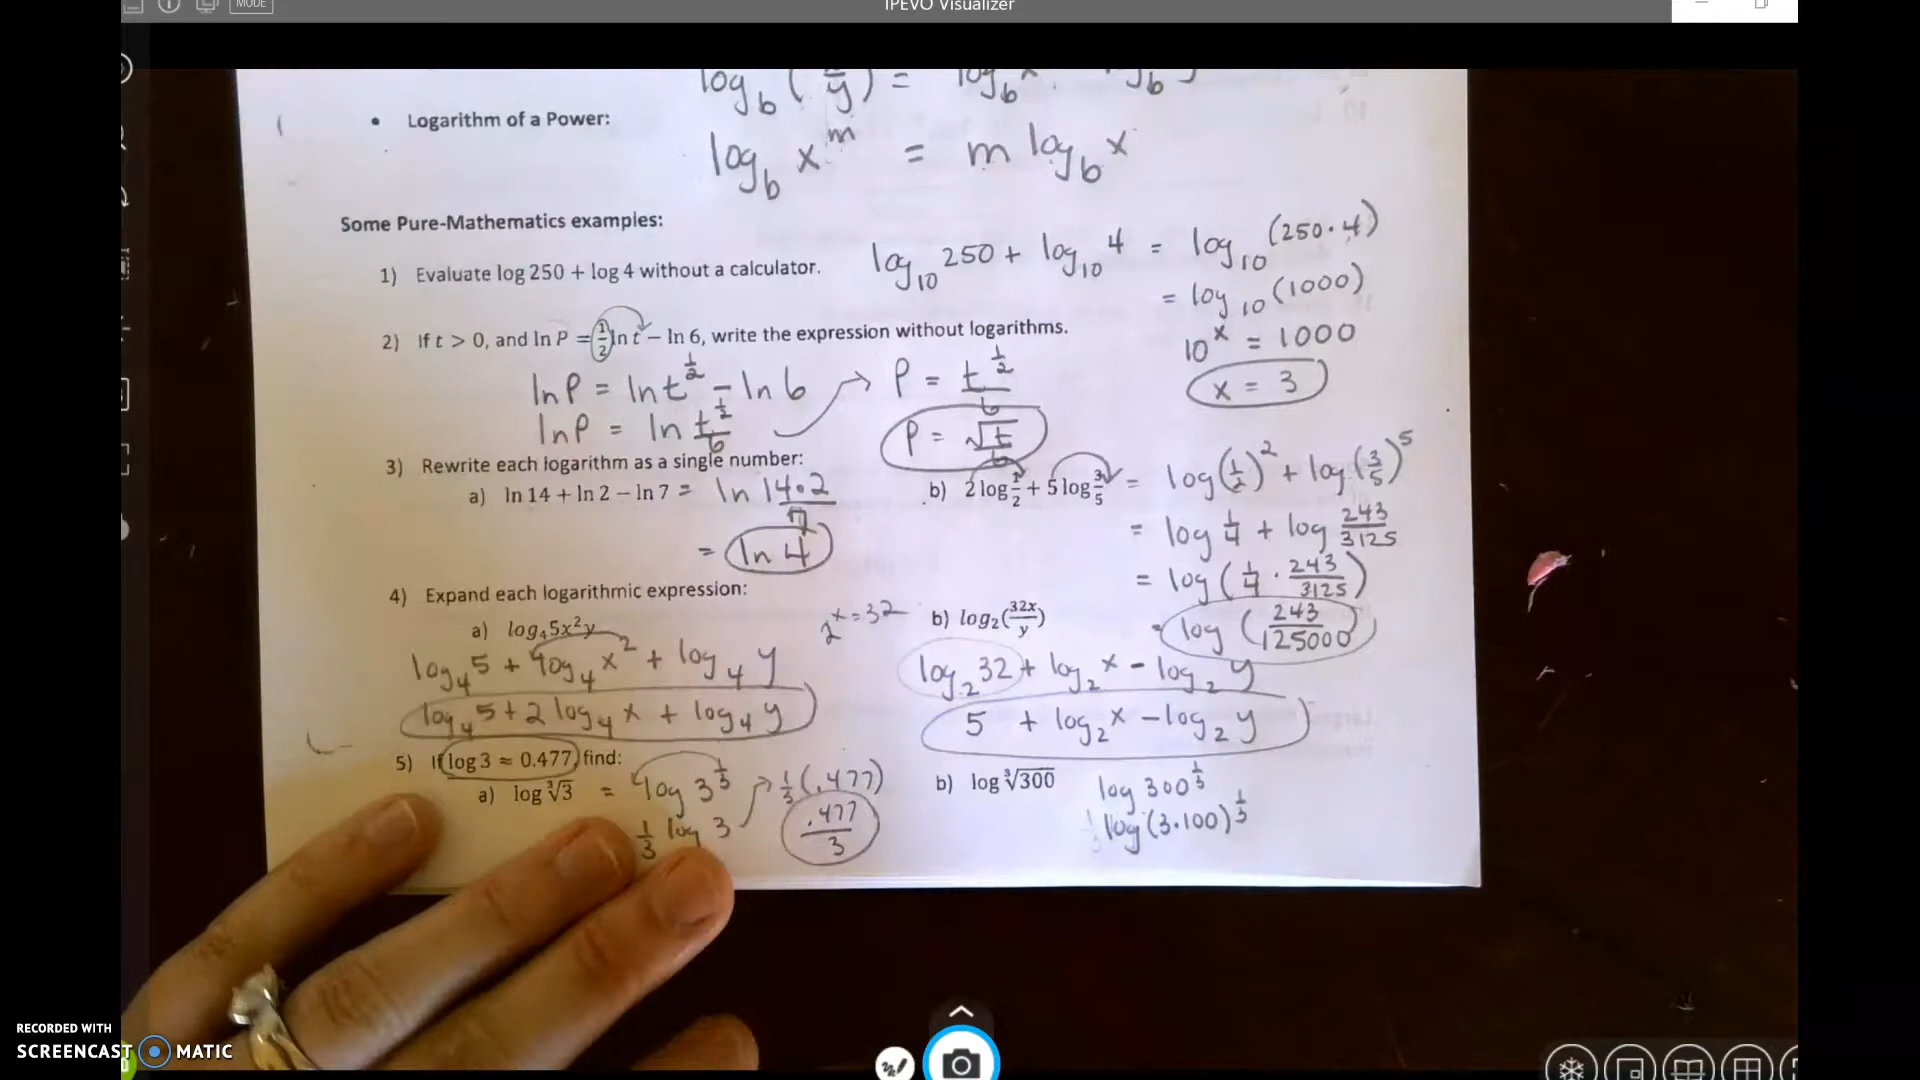 IPEVO Visualizer
MODE
log_b ( /y) = log_b x log_b y
• Logarithm of a Power:
log_b x^m = m log_b x
Some Pure-Mathematics examples:
1) Evaluate log 250 + log 4 without a calculator.
log_10 250 + log_10 4 = log_10 (250·4)
= log_10 (1000)
10^x = 1000
x = 3
2) If t > 0, and ln P = 1/2 ln t − ln 6, write the expression without logarithms.
ln P = ln t^1/2 − ln 6
ln P = ln t^1/2/6
P = t^1/2/6
P = √t/6
3) Rewrite each logarithm as a single number:
a) ln 14 + ln 2 − ln 7 = ln 14·2/7
= ln 4
b) 2 log 1/2 + 5 log 3/5 = log(1/2)^2 + log(3/5)^5
= log 1/4 + log 243/3125
= log (1/4 · 243/3125)
log (243/125000)
4) Expand each logarithmic expression:
a) log_4 5x²y
log_4 5 + log_4 x² + log_4 y
log_4 5 + 2 log_4 x + log_4 y
2^x = 32
b) log_2(32x/y)
log_2 32 + log_2 x − log_2 y
5 + log_2 x − log_2 y
5) If log 3 ≈ 0.477, find:
a) log ∛3 = log 3^1/3
1/3 log 3
1/3 (.477)
.477/3
b) log ∛300
log 300^1/3
log (3·100)^1/3
RECORDED WITH
SCREENCAST MATIC